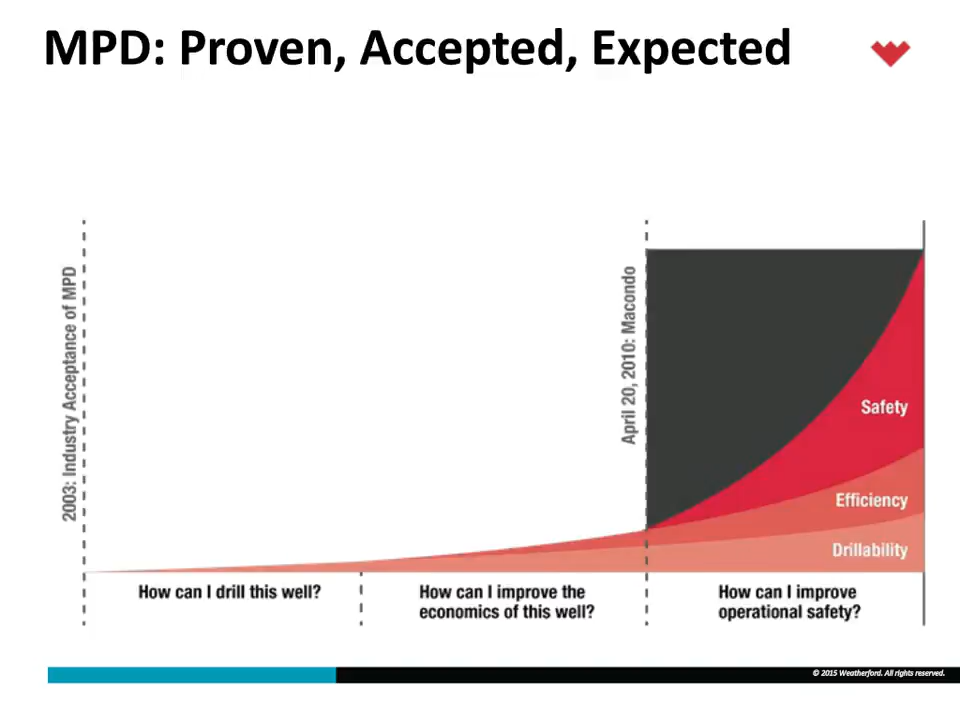 MPD: Proven, Accepted, Expected
2003: Industry Acceptance of MPD
April 20, 2010: Macondo
Safety
Efficiency
Drillability
How can I drill this well?
How can I improve the
economics of this well?
How can I improve
operational safety?
© 2015 Weatherford. All rights reserved.